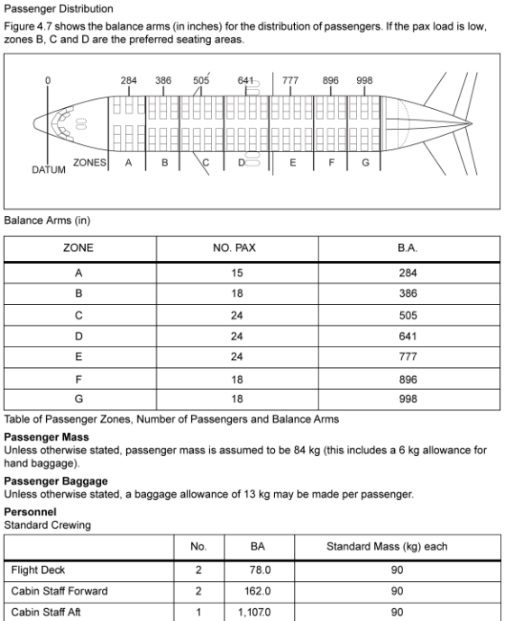 Passenger Distribution
Figure 4.7 shows the balance arms (in inches) for the distribution of passengers. If the pax load is low,
zones B, C and D are the preferred seating areas.
0 284 386 505 641 777 896 998
DATUM ZONES A B C D E F G
Balance Arms (in)
ZONE NO. PAX B.A.
A 15 284
B 18 386
C 24 505
D 24 641
E 24 777
F 18 896
G 18 998
Table of Passenger Zones, Number of Passengers and Balance Arms
Passenger Mass
Unless otherwise stated, passenger mass is assumed to be 84 kg (this includes a 6 kg allowance for
hand baggage).
Passenger Baggage
Unless otherwise stated, a baggage allowance of 13 kg may be made per passenger.
Personnel
Standard Crewing
No. BA Standard Mass (kg) each
Flight Deck 2 78.0 90
Cabin Staff Forward 2 162.0 90
Cabin Staff Aft 1 1,107.0 90